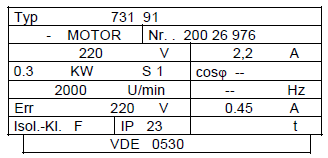 Typ 731 91
- MOTOR Nr. . 200 26 976
220 V 2,2 A
0.3 KW S 1 cosφ --
2000 U/min -- Hz
Err 220 V 0.45 A
Isol.-Kl. F IP 23 t
VDE 0530